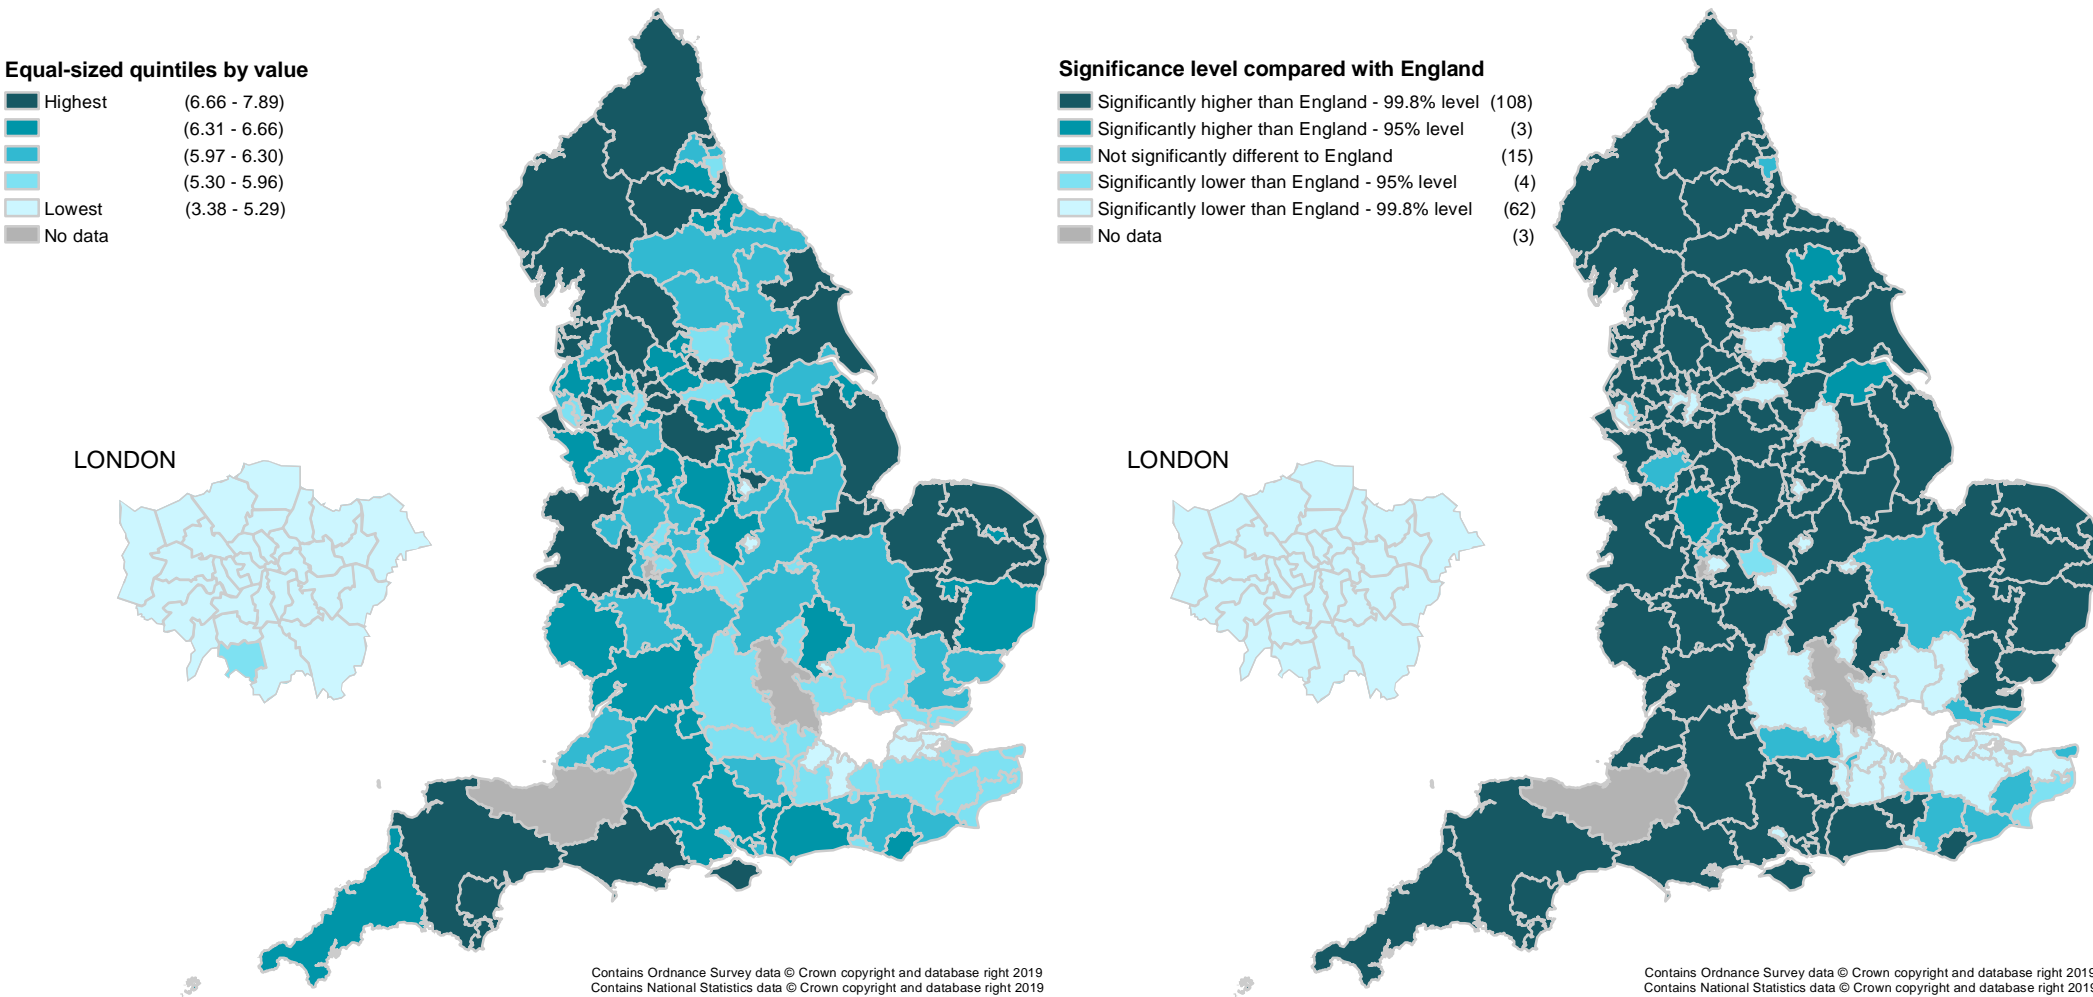 Equal-sized quintiles by value
Highest (6.66 - 7.89)
(6.31 - 6.66)
(5.97 - 6.30)
(5.30 - 5.96)
Lowest (3.38 - 5.29)
No data
LONDON
Contains Ordnance Survey data © Crown copyright and database right 2019
Contains National Statistics data © Crown copyright and database right 2019
Significance level compared with England
Significantly higher than England - 99.8% level (108)
Significantly higher than England - 95% level (3)
Not significantly different to England (15)
Significantly lower than England - 95% level (4)
Significantly lower than England - 99.8% level (62)
No data (3)
LONDON
Contains Ordnance Survey data © Crown copyright and database right 2019
Contains National Statistics data © Crown copyright and database right 2019